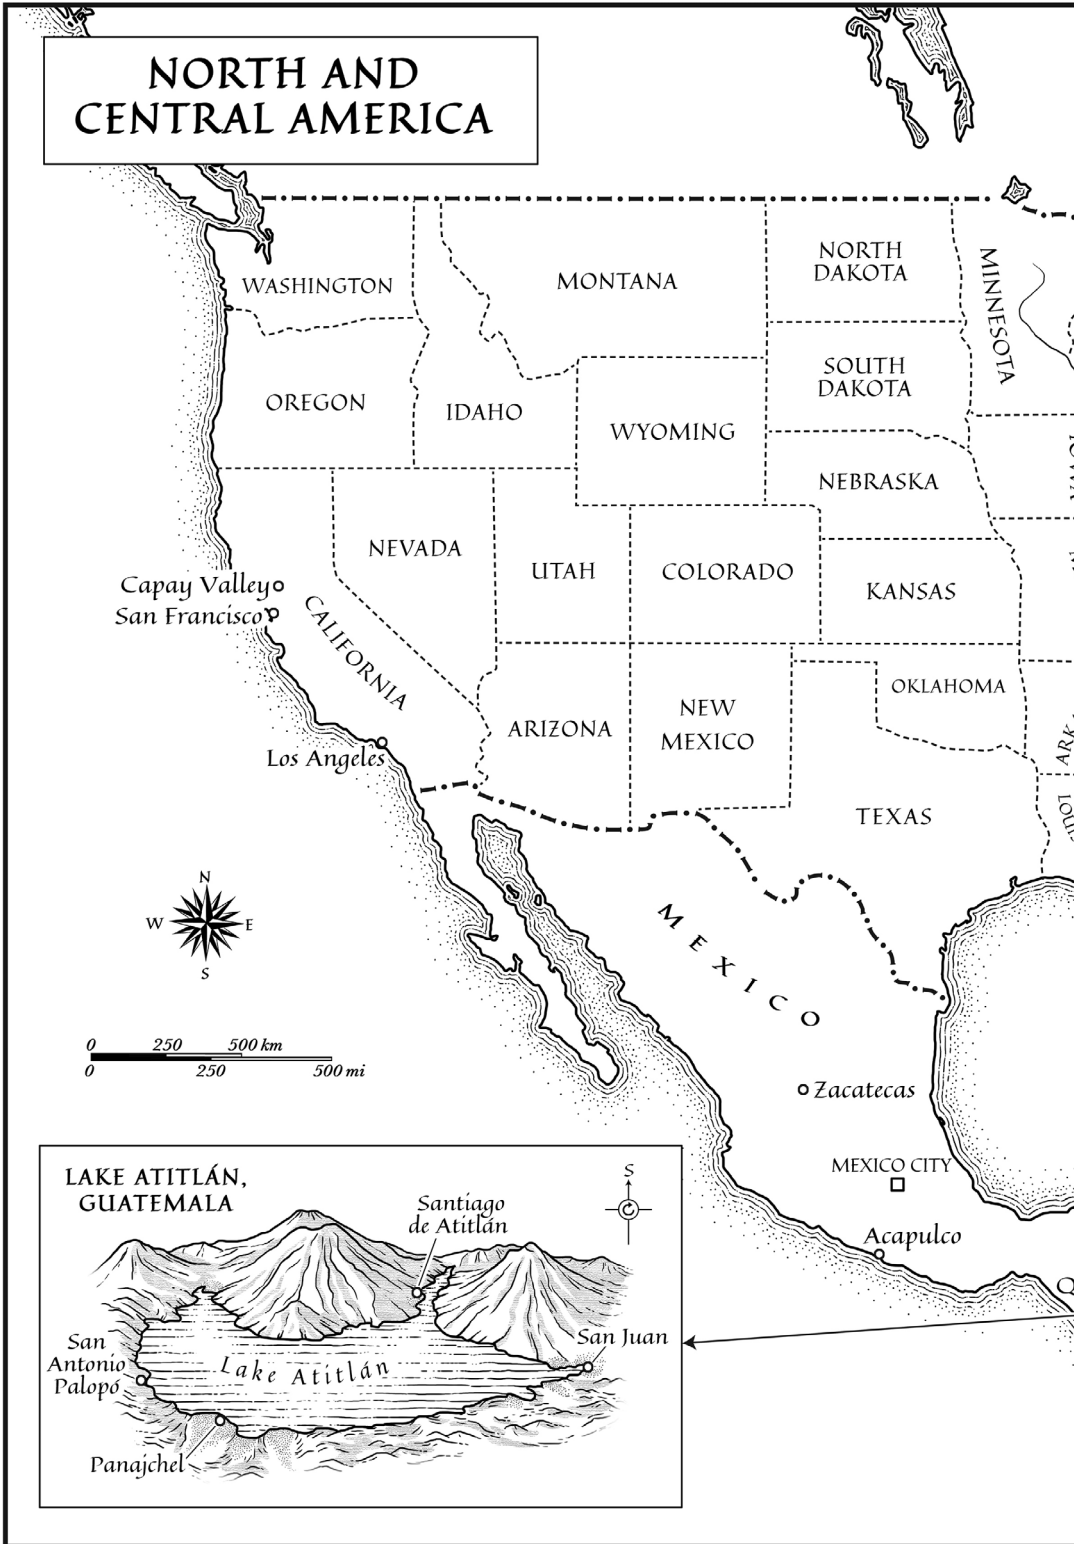 NORTH AND
CENTRAL AMERICA
WASHINGTON
MONTANA
NORTH
DAKOTA
MINNESOTA
OREGON
IDAHO
SOUTH
DAKOTA
WYOMING
NEBRASKA
NEVADA
UTAH
COLORADO
KANSAS
Capay Valley
San Francisco
CALIFORNIA
OKLAHOMA
ARIZONA
NEW
MEXICO
Los Angeles
TEXAS
MEXICO
N
W E
S
0 250 500 km
0 250 500 mi
Zacatecas
MEXICO CITY
Acapulco
LAKE ATITLÁN,
GUATEMALA
S
Santiago
de Atitlán
San Juan
San
Antonio
Palopó
Lake Atitlán
Panajchel